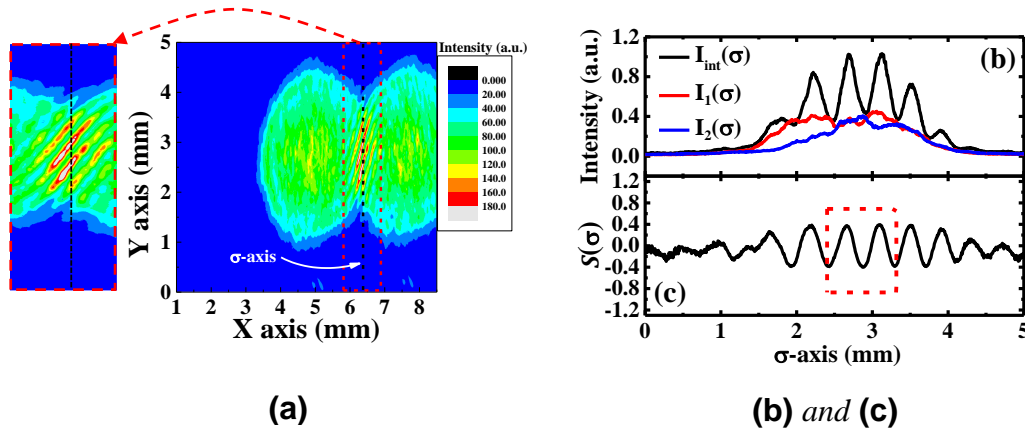 Intensity (a.u.)
0.000
20.00
40.00
60.00
80.00
100.0
120.0
140.0
160.0
180.0
5
4
3
2
1
0
Y axis (mm)
σ-axis
1 2 3 4 5 6 7 8
X axis (mm)
(a)
1.2
0.8
0.4
0.0
Intensity (a.u.)
I_int(σ)
I_1(σ)
I_2(σ)
(b)
1.2
0.8
0.4
0.0
-0.4
-0.8
-1.2
S(σ)
(c)
0 1 2 3 4 5
σ-axis (mm)
(b) and (c)